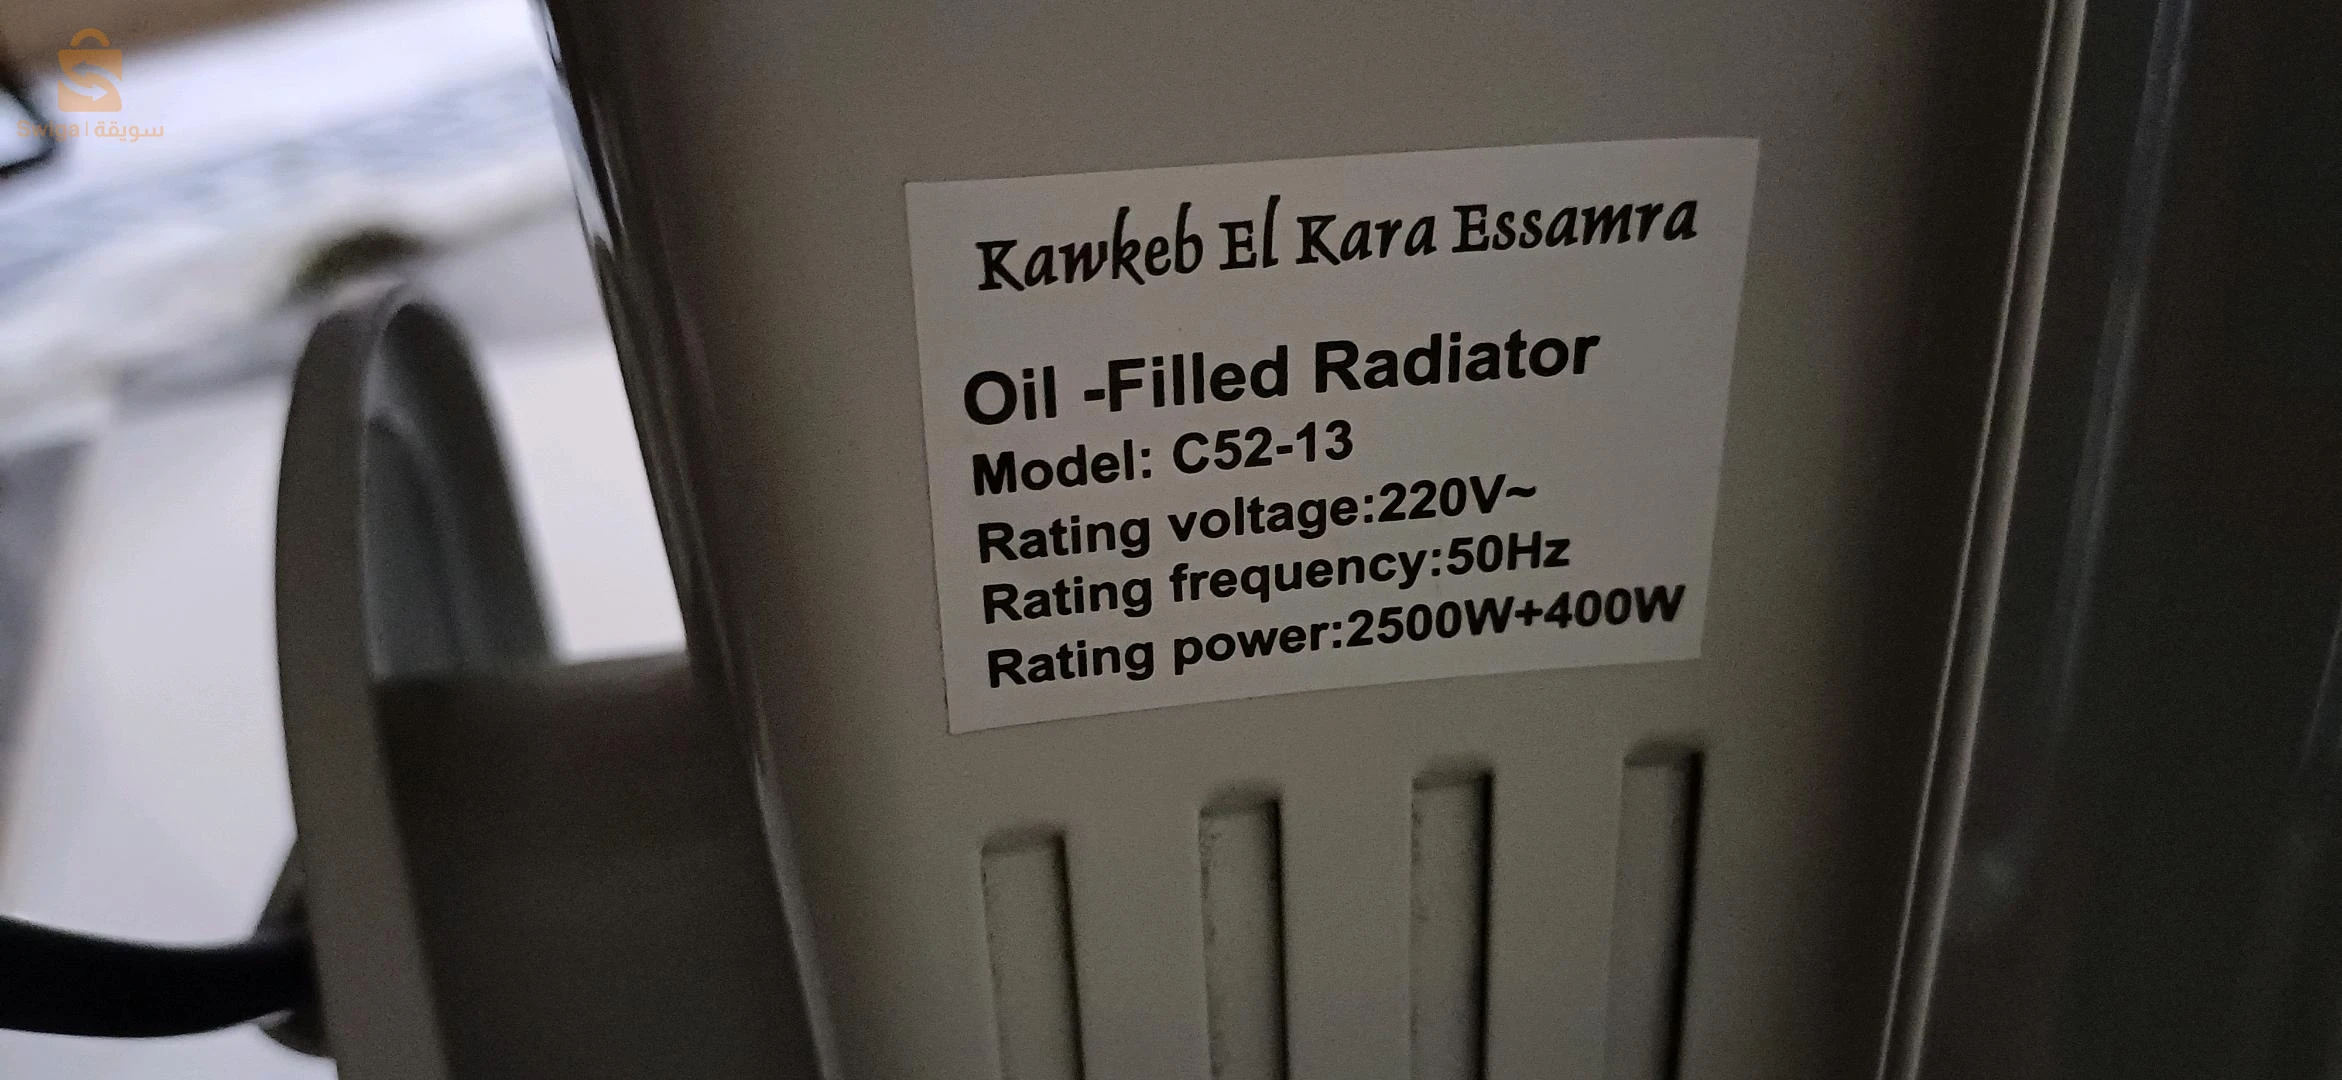 Swiqa | سويقة
Kawkeb El Kara Essamra
Oil -Filled Radiator
Model: C52-13
Rating voltage:220V~
Rating frequency:50Hz
Rating power:2500W+400W